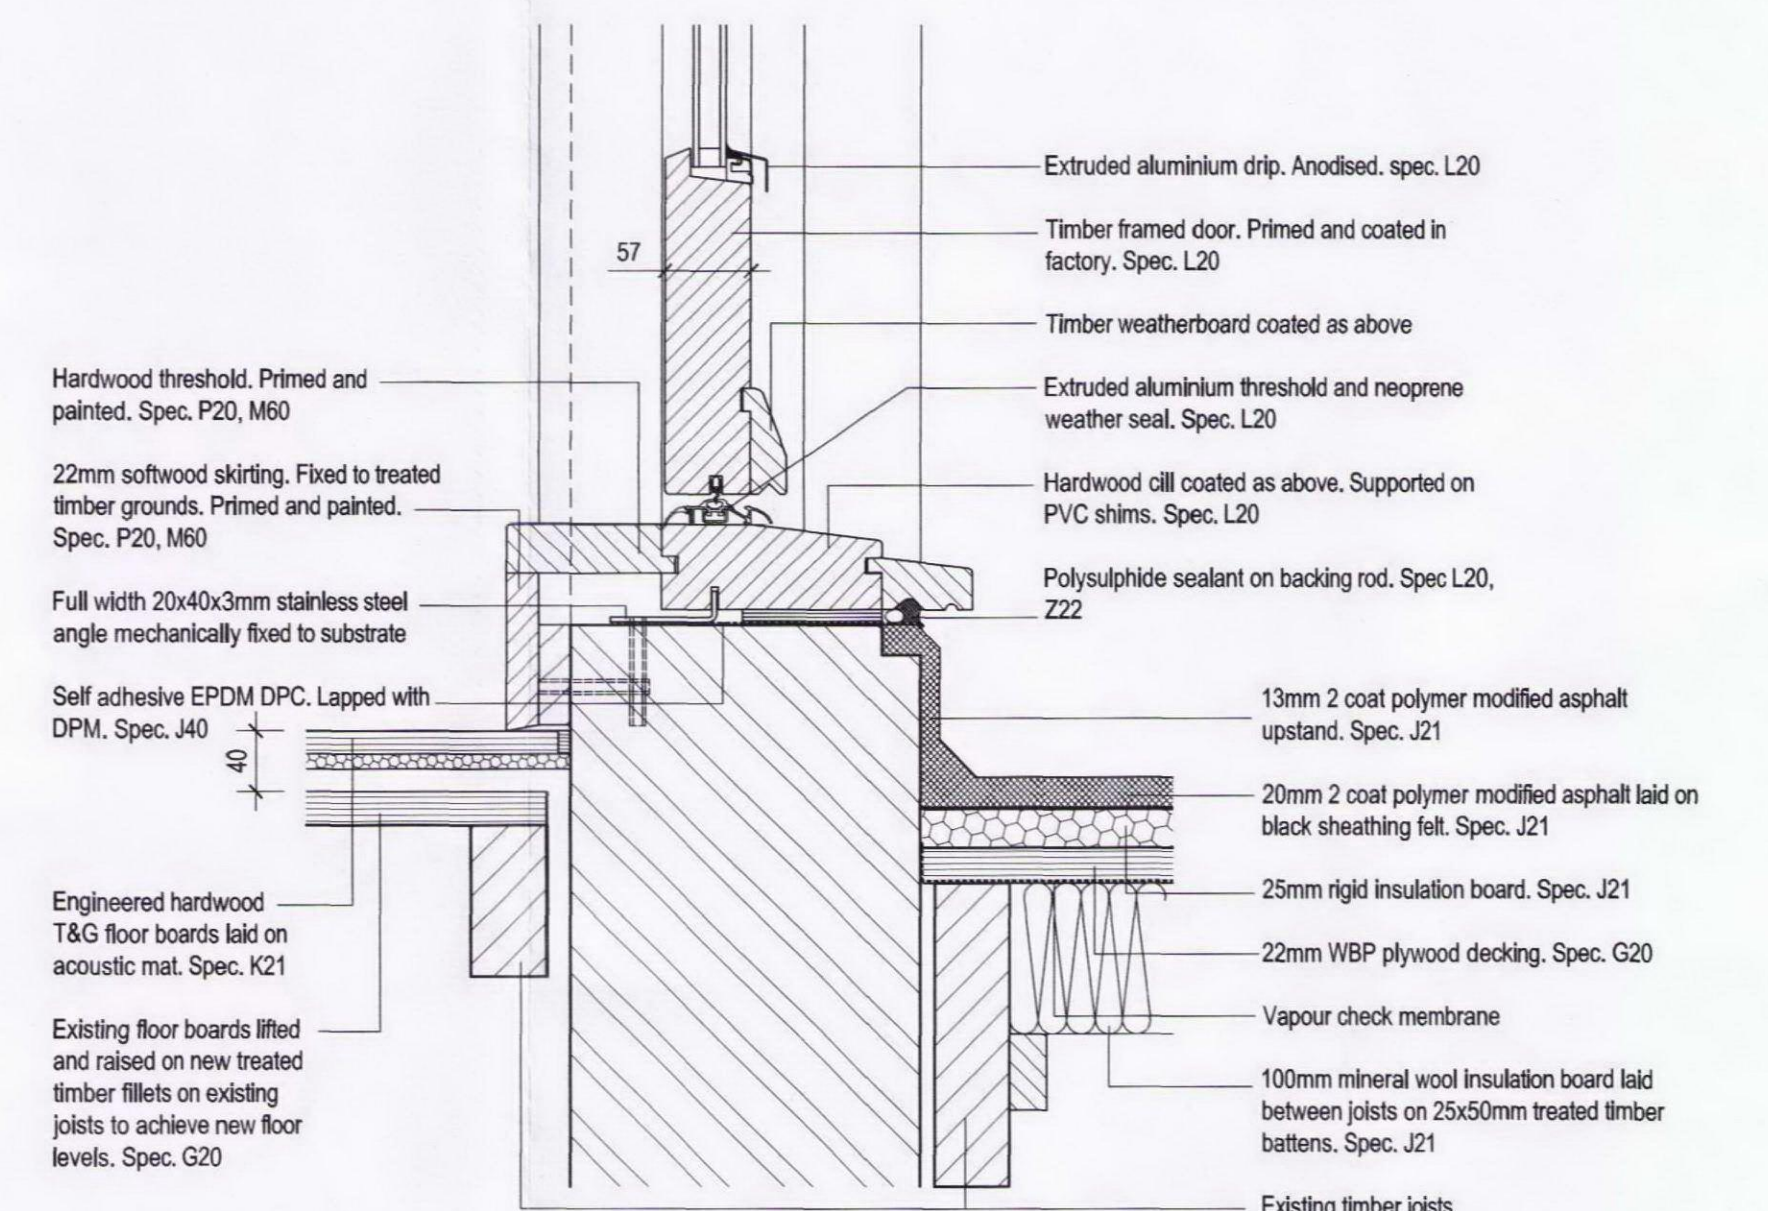 Extruded aluminium drip. Anodised. spec. L20
Timber framed door. Primed and coated in
factory. Spec. L20
57
Timber weatherboard coated as above
Hardwood threshold. Primed and
painted. Spec. P20, M60
Extruded aluminium threshold and neoprene
weather seal. Spec. L20
22mm softwood skirting. Fixed to treated
timber grounds. Primed and painted.
Spec. P20, M60
Hardwood cill coated as above. Supported on
PVC shims. Spec. L20
Full width 20x40x3mm stainless steel
angle mechanically fixed to substrate
Polysulphide sealant on backing rod. Spec L20,
Z22
Self adhesive EPDM DPC. Lapped with
DPM. Spec. J40
40
13mm 2 coat polymer modified asphalt
upstand. Spec. J21
20mm 2 coat polymer modified asphalt laid on
black sheathing felt. Spec. J21
Engineered hardwood
T&G floor boards laid on
acoustic mat. Spec. K21
25mm rigid insulation board. Spec. J21
22mm WBP plywood decking. Spec. G20
Existing floor boards lifted
and raised on new treated
timber fillets on existing
joists to achieve new floor
levels. Spec. G20
Vapour check membrane
100mm mineral wool insulation board laid
between joists on 25x50mm treated timber
battens. Spec. J21
Existing timber joists